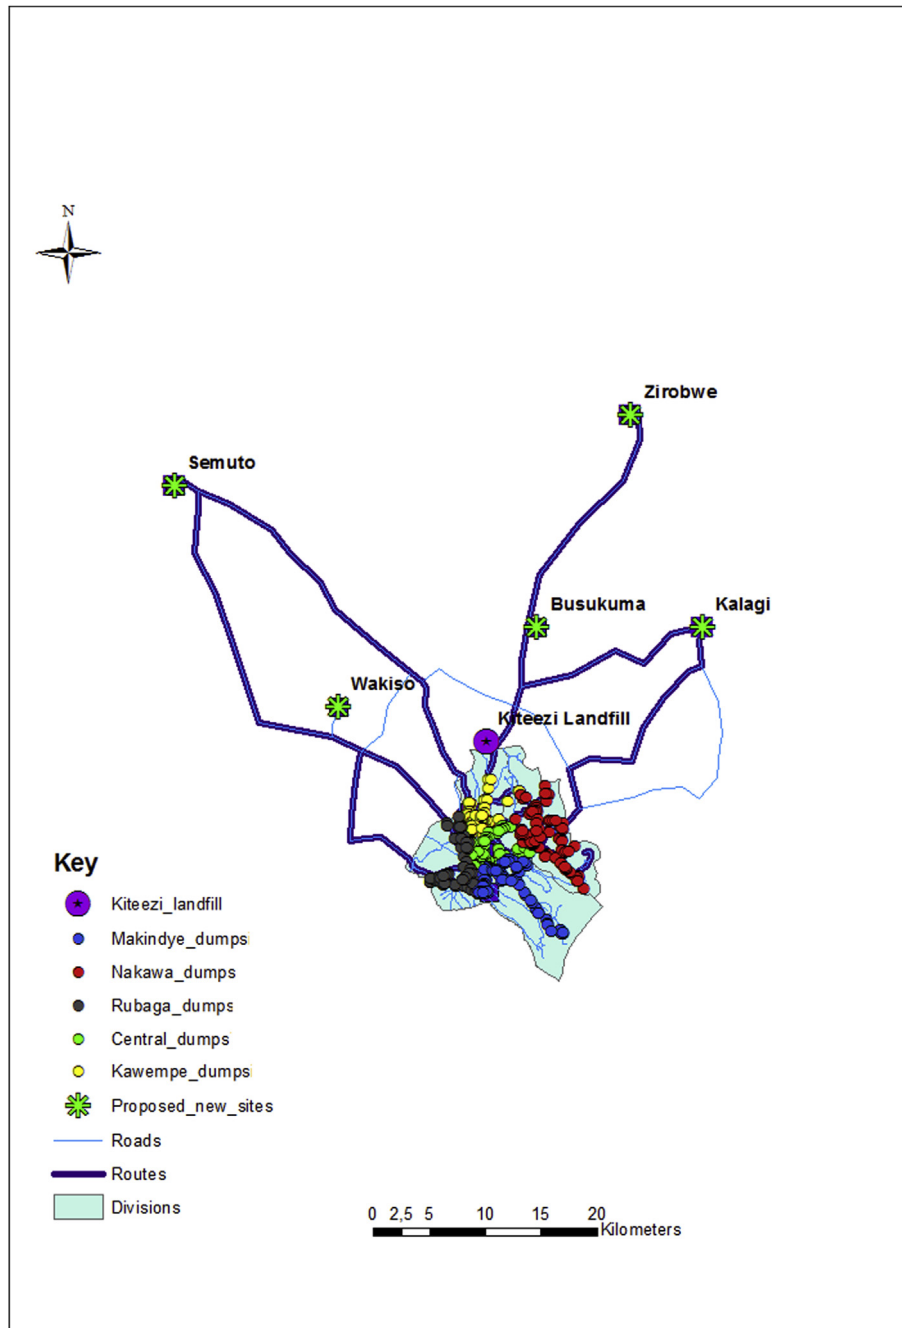 N
Zirobwe
Semuto
Busukuma
Kalagi
Wakiso
Kiteezi Landfill
Key
Kiteezi_landfill
Makindye_dumpsi
Nakawa_dumps
Rubaga_dumps
Central_dumps
Kawempe_dumps
Proposed_new_sites
Roads
Routes
Divisions
0 2,5 5 10 15 20
Kilometers